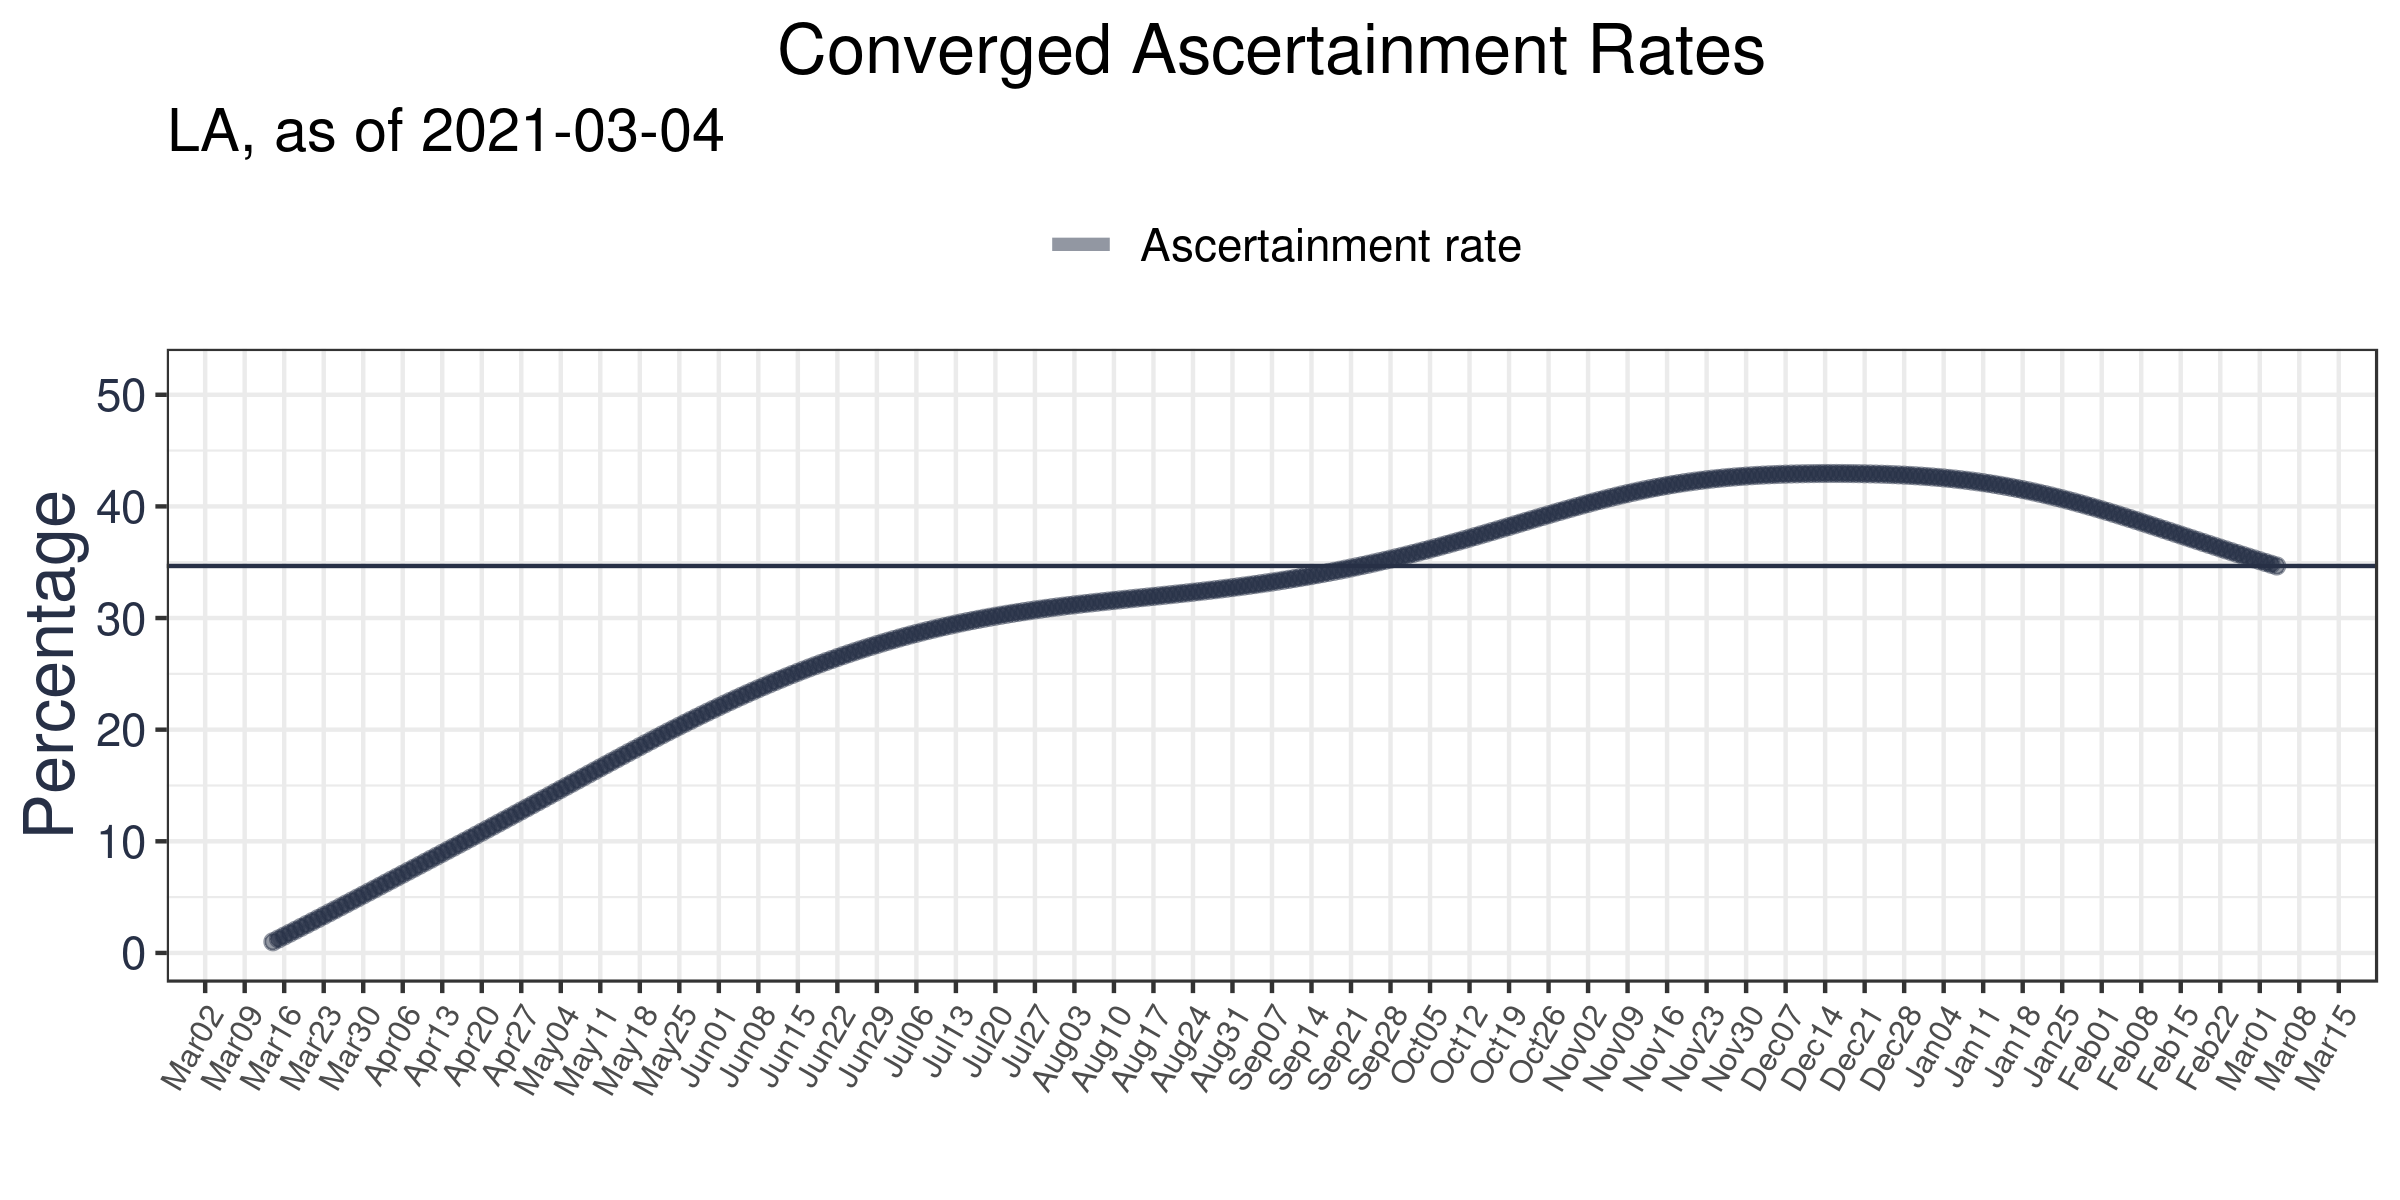 Converged Ascertainment Rates
LA, as of 2021-03-04
Ascertainment rate
Percentage
50
40
30
20
10
0
Mar02 Mar09 Mar16 Mar23 Mar30 Apr06 Apr13 Apr20 Apr27 May04 May11 May18 May25 Jun01 Jun08 Jun15 Jun22 Jun29 Jul06 Jul13 Jul20 Jul27 Aug03 Aug10 Aug17 Aug24 Aug31 Sep07 Sep14 Sep21 Sep28 Oct05 Oct12 Oct19 Oct26 Nov02 Nov09 Nov16 Nov23 Nov30 Dec07 Dec14 Dec21 Dec28 Jan04 Jan11 Jan18 Jan25 Feb01 Feb08 Feb15 Feb22 Mar01 Mar08 Mar15